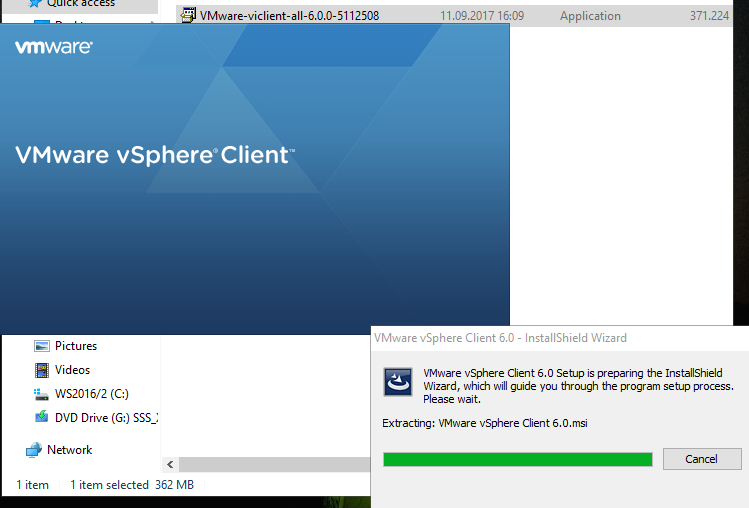 Quick access
VMware-viclient-all-6.0.0-5112508 11.09.2017 16:09 Application 371.224
vmware®
VMware vSphere® Client™
Pictures
Videos
WS2016/2 (C:)
DVD Drive (G:) SSS_
Network
1 item 1 item selected 362 MB
VMware vSphere Client 6.0 - InstallShield Wizard
VMware vSphere Client 6.0 Setup is preparing the InstallShield
Wizard, which will guide you through the program setup process.
Please wait.
Extracting: VMware vSphere Client 6.0.msi
Cancel